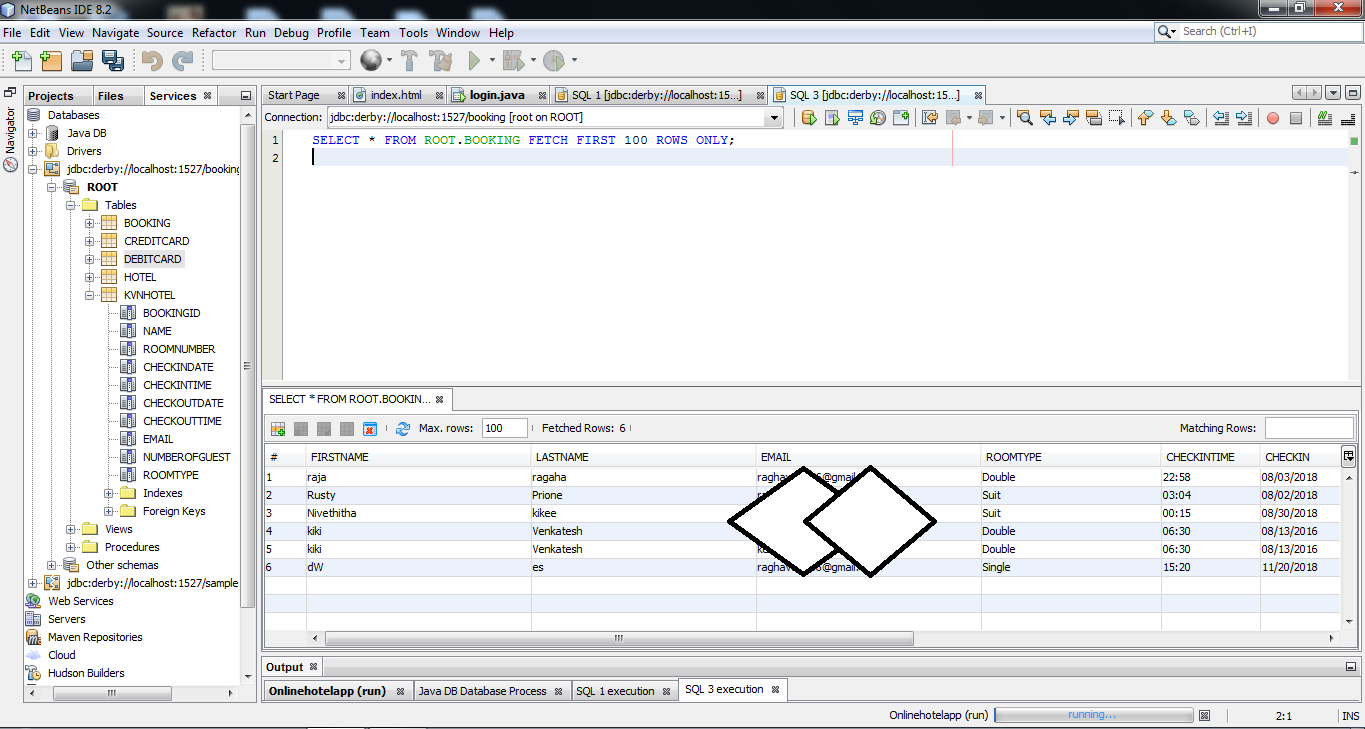 NetBeans IDE 8.2
File Edit View Navigate Source Refactor Run Debug Profile Team Tools Window Help
Search (Ctrl+I)
Navigator
Projects Files Services
Databases
Java DB
Drivers
jdbc:derby://localhost:1527/booking
ROOT
Tables
BOOKING
CREDITCARD
DEBITCARD
HOTEL
KVNHOTEL
BOOKINGID
NAME
ROOMNUMBER
CHECKINDATE
CHECKINTIME
CHECKOUTDATE
CHECKOUTTIME
EMAIL
NUMBEROFGUEST
ROOMTYPE
Indexes
Foreign Keys
Views
Procedures
Other schemas
jdbc:derby://localhost:1527/sample
Web Services
Servers
Maven Repositories
Cloud
Hudson Builders
Start Page index.html login.java SQL 1 [jdbc:derby://localhost:15...] SQL 3 [jdbc:derby://localhost:15...]
Connection: jdbc:derby://localhost:1527/booking [root on ROOT]
1 SELECT * FROM ROOT.BOOKING FETCH FIRST 100 ROWS ONLY;
2
SELECT * FROM ROOT.BOOKIN...
Max. rows: 100 Fetched Rows: 6 Matching Rows:
# FIRSTNAME LASTNAME EMAIL ROOMTYPE CHECKINTIME CHECKIN
1 raja ragaha @gmail Double 22:58 08/03/2018
2 Rusty Prione Suit 03:04 08/02/2018
3 Nivethitha kikee Suit 00:15 08/30/2018
4 kiki Venkatesh Double 06:30 08/13/2016
5 kiki Venkatesh Double 06:30 08/13/2016
6 dW es @gmail Single 15:20 11/20/2018
Output
Onlinehotelapp (run) Java DB Database Process SQL 1 execution SQL 3 execution
Onlinehotelapp (run) running... 2:1 INS